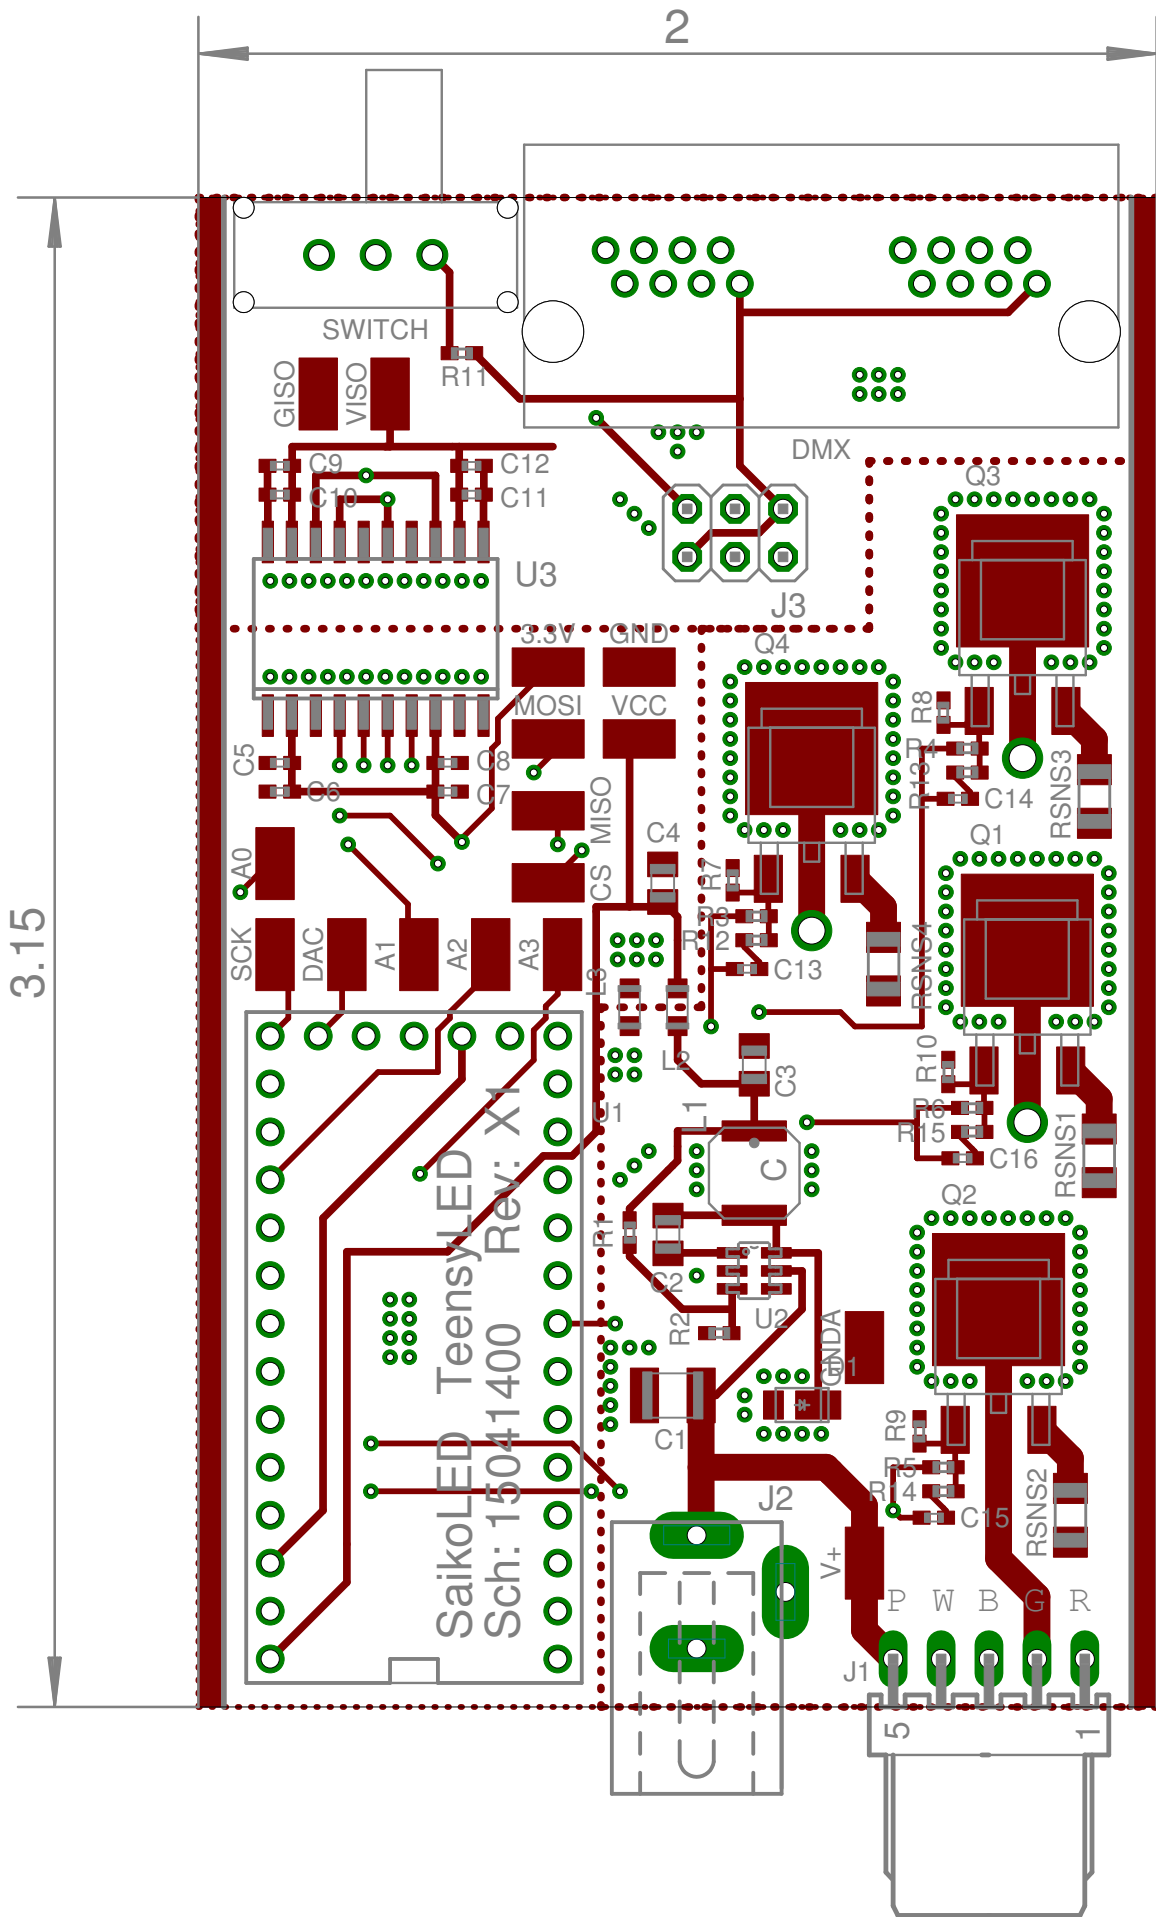 2
3.15
SWITCH
GISO
VISO
R11
DMX
C9
C12
C10
C11
Q3
U3
J3
3.3V
GND
Q4
MOSI
VCC
R8
R4
C5
C8
R13
C6
C7
C14
RSNS3
MISO
C4
Q1
A0
CS
R7
R3
R12
SCK
DAC
A1
A2
A3
C13
RSNS4
L3
L2
C3
R10
R6
U1
L1
R15
C16
RSNS1
C
Q2
R1
C2
R2
U2
GNDA
D1
C1
R9
R5
R14
C15
RSNS2
J2
V+
SaikoLED TeensyLED
Sch: 15041400 Rev: X1
P W B G R
J1
5 1